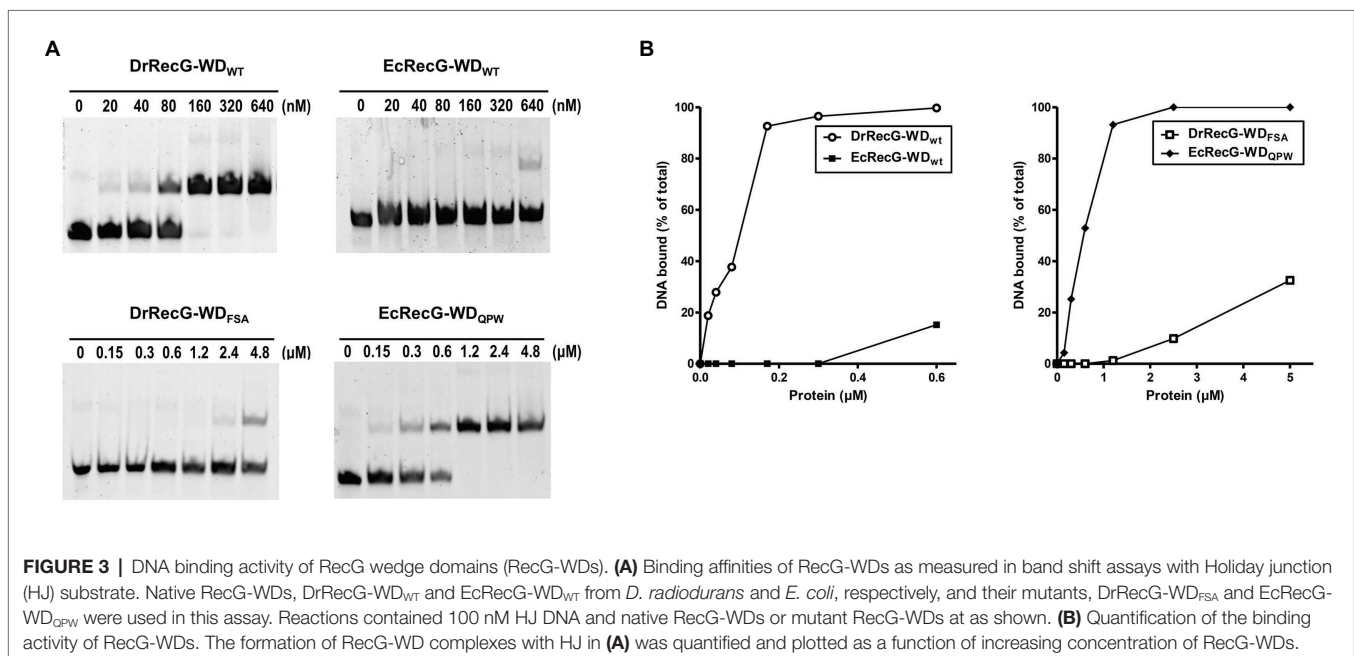 A
DrRecG-WDWT
0 20 40 80 160 320 640 (nM)
EcRecG-WDWT
0 20 40 80 160 320 640 (nM)
DrRecG-WDFSA
0 0.15 0.3 0.6 1.2 2.4 4.8 (µM)
EcRecG-WDQPW
0 0.15 0.3 0.6 1.2 2.4 4.8 (µM)
B
DNA bound (% of total)
100
80
60
40
20
0
0.0 0.2 0.4 0.6
Protein (µM)
DrRecG-WDwt
EcRecG-WDwt
DNA bound (% of total)
100
80
60
40
20
0
0 1 2 3 4 5
Protein (µM)
DrRecG-WDFSA
EcRecG-WDQPW
FIGURE 3 | DNA binding activity of RecG wedge domains (RecG-WDs). (A) Binding affinities of RecG-WDs as measured in band shift assays with Holiday junction
(HJ) substrate. Native RecG-WDs, DrRecG-WDWT and EcRecG-WDWT from D. radiodurans and E. coli, respectively, and their mutants, DrRecG-WDFSA and EcRecG-
WDQPW were used in this assay. Reactions contained 100 nM HJ DNA and native RecG-WDs or mutant RecG-WDs at as shown. (B) Quantification of the binding
activity of RecG-WDs. The formation of RecG-WD complexes with HJ in (A) was quantified and plotted as a function of increasing concentration of RecG-WDs.